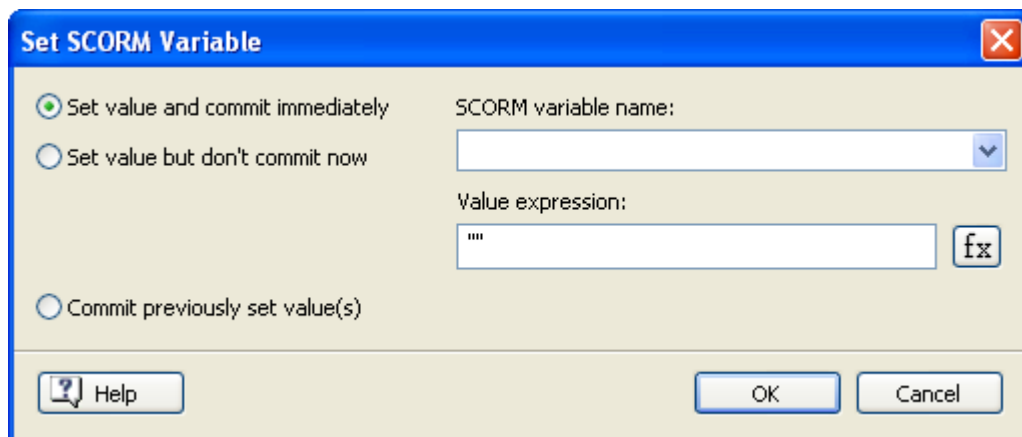 Set SCORM Variable
Set value and commit immediately
Set value but don't commit now
SCORM variable name:
Value expression:
""
fx
Commit previously set value(s)
Help
OK
Cancel